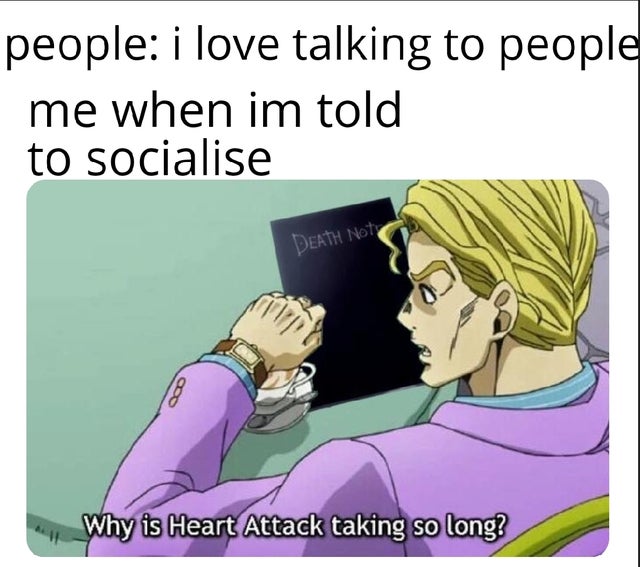 people: i love talking to people
me when im told
to socialise
DEATH Note
Why is Heart Attack taking so long?